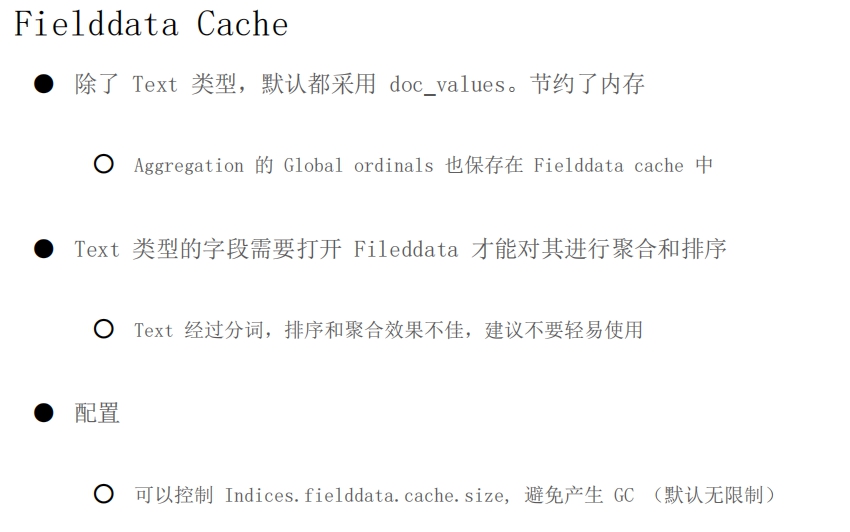 Fielddata Cache
● 除了 Text 类型，默认都采用 doc_values。节约了内存
○ Aggregation 的 Global ordinals 也保存在 Fielddata cache 中
● Text 类型的字段需要打开 Fileddata 才能对其进行聚合和排序
○ Text 经过分词，排序和聚合效果不佳，建议不要轻易使用
● 配置
○ 可以控制 Indices.fielddata.cache.size, 避免产生 GC （默认无限制）